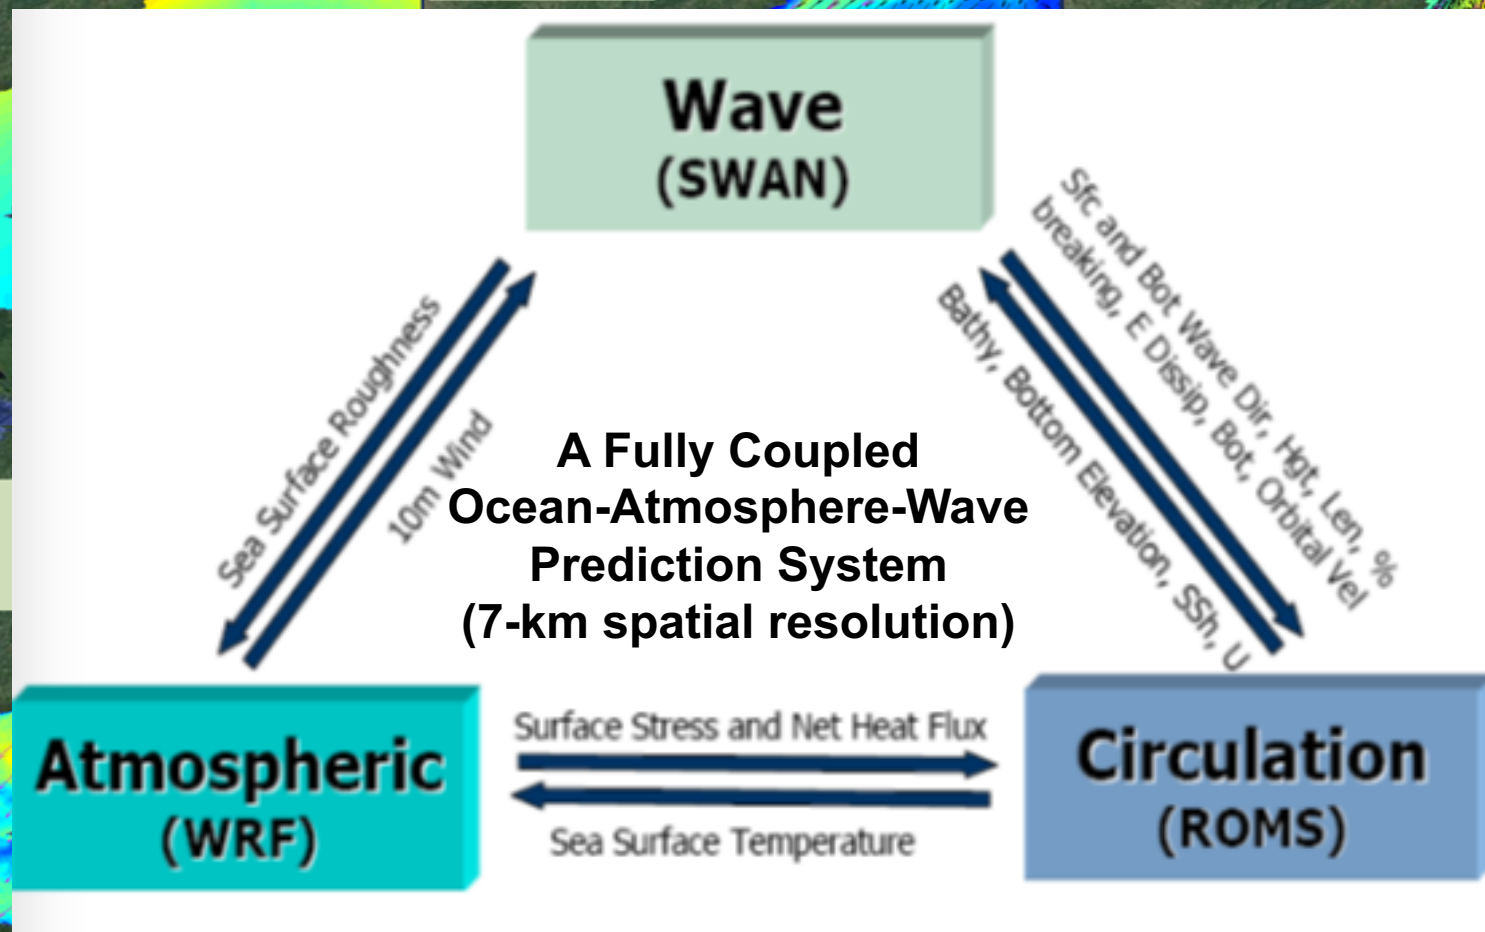 Wave
(SWAN)
Sfc and Bot Wave Dir, Hgt, Len, %
breaking, E Dissip, Bot, Orbital Vel
Bathy, Bottom Elevation, SSh, U
Sea Surface Roughness
10m Wind
A Fully Coupled
Ocean-Atmosphere-Wave
Prediction System
(7-km spatial resolution)
Atmospheric
(WRF)
Surface Stress and Net Heat Flux
Sea Surface Temperature
Circulation
(ROMS)